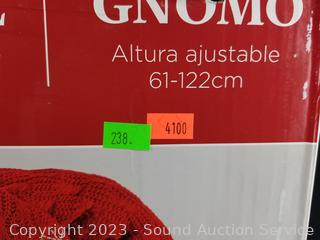 GNOMO
Altura ajustable
61-122cm
238.
4100
Copyright 2023 - Sound Auction Service